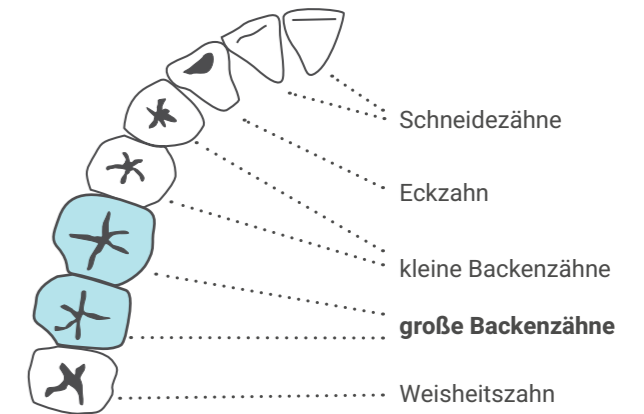 Schneidezähne
Eckzahn
kleine Backenzähne
große Backenzähne
Weisheitszahn